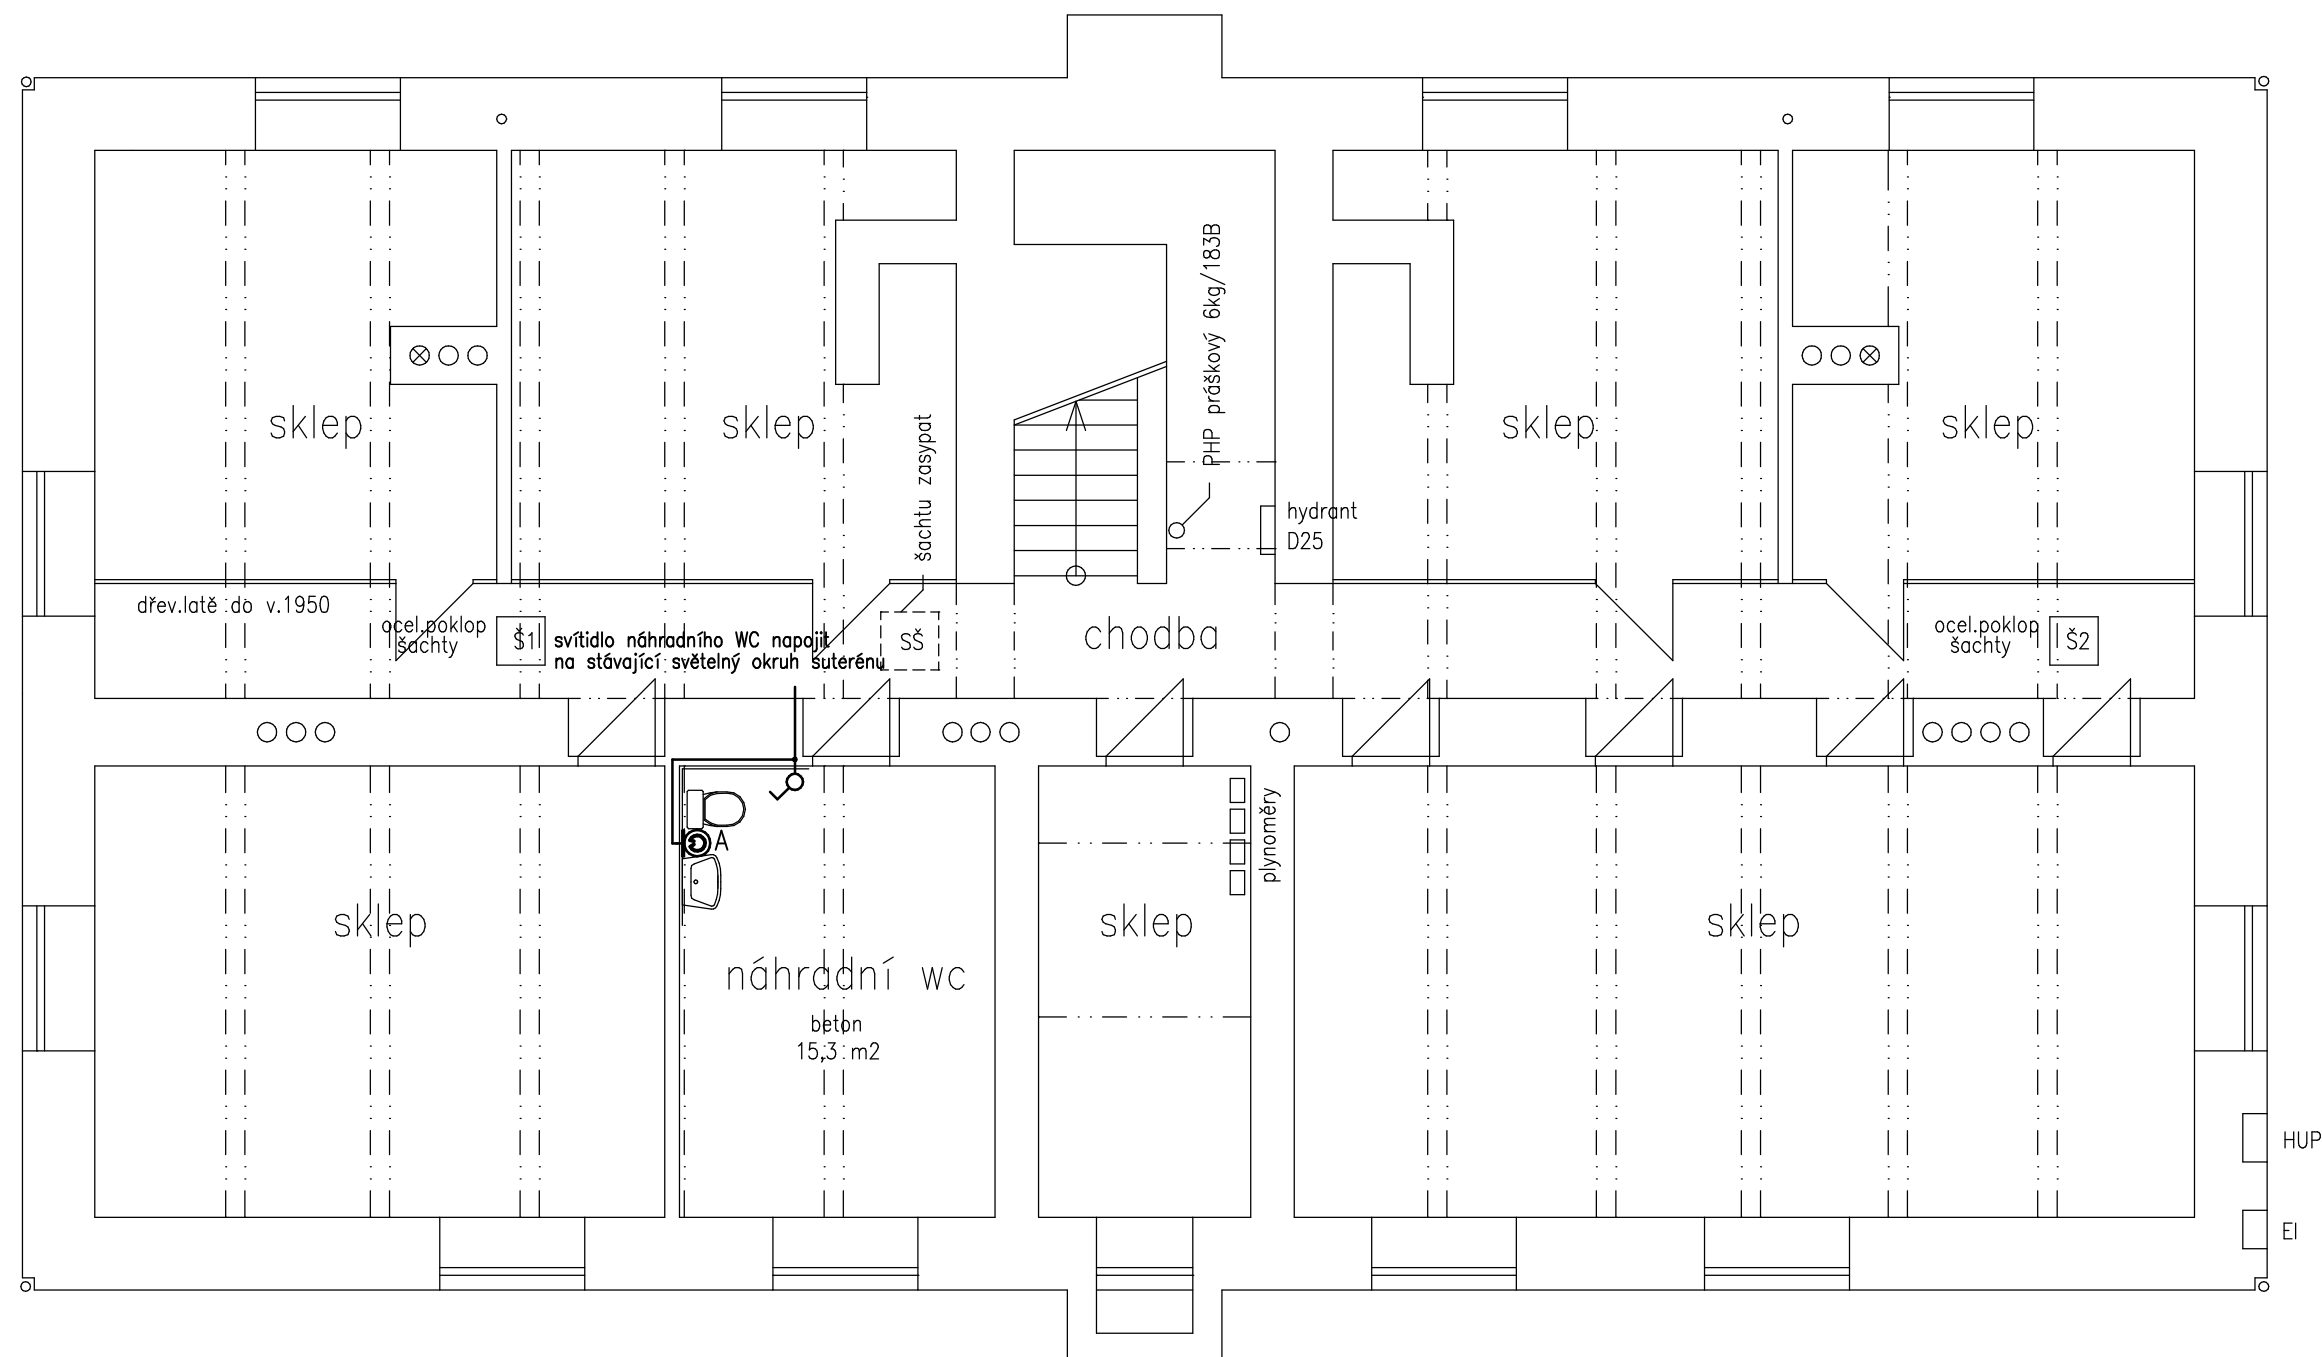 PHP práškový 6kg/183B
sklep
sklep
sklep
sklep
šachtu zasypat
hydrant
D25
dřev.latě do v.1950
ocel.poklop
šachty
Š1
svítidlo náhradního WC napojit
na stávající světelný okruh suterénu
SŠ
chodba
ocel.poklop
šachty
Š2
plynoměry
A
sklep
sklep
sklep
náhradní wc
beton
15,3 m2
HUP
El